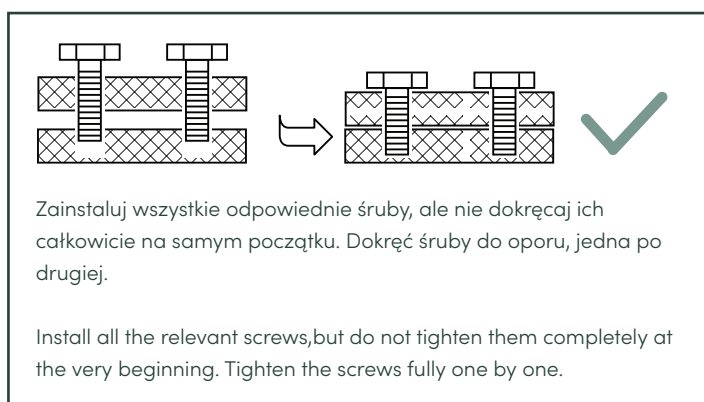 Zainstaluj wszystkie odpowiednie śruby, ale nie dokręcaj ich
całkowicie na samym początku. Dokręć śruby do oporu, jedna po
drugiej.
Install all the relevant screws,but do not tighten them completely at
the very beginning. Tighten the screws fully one by one.